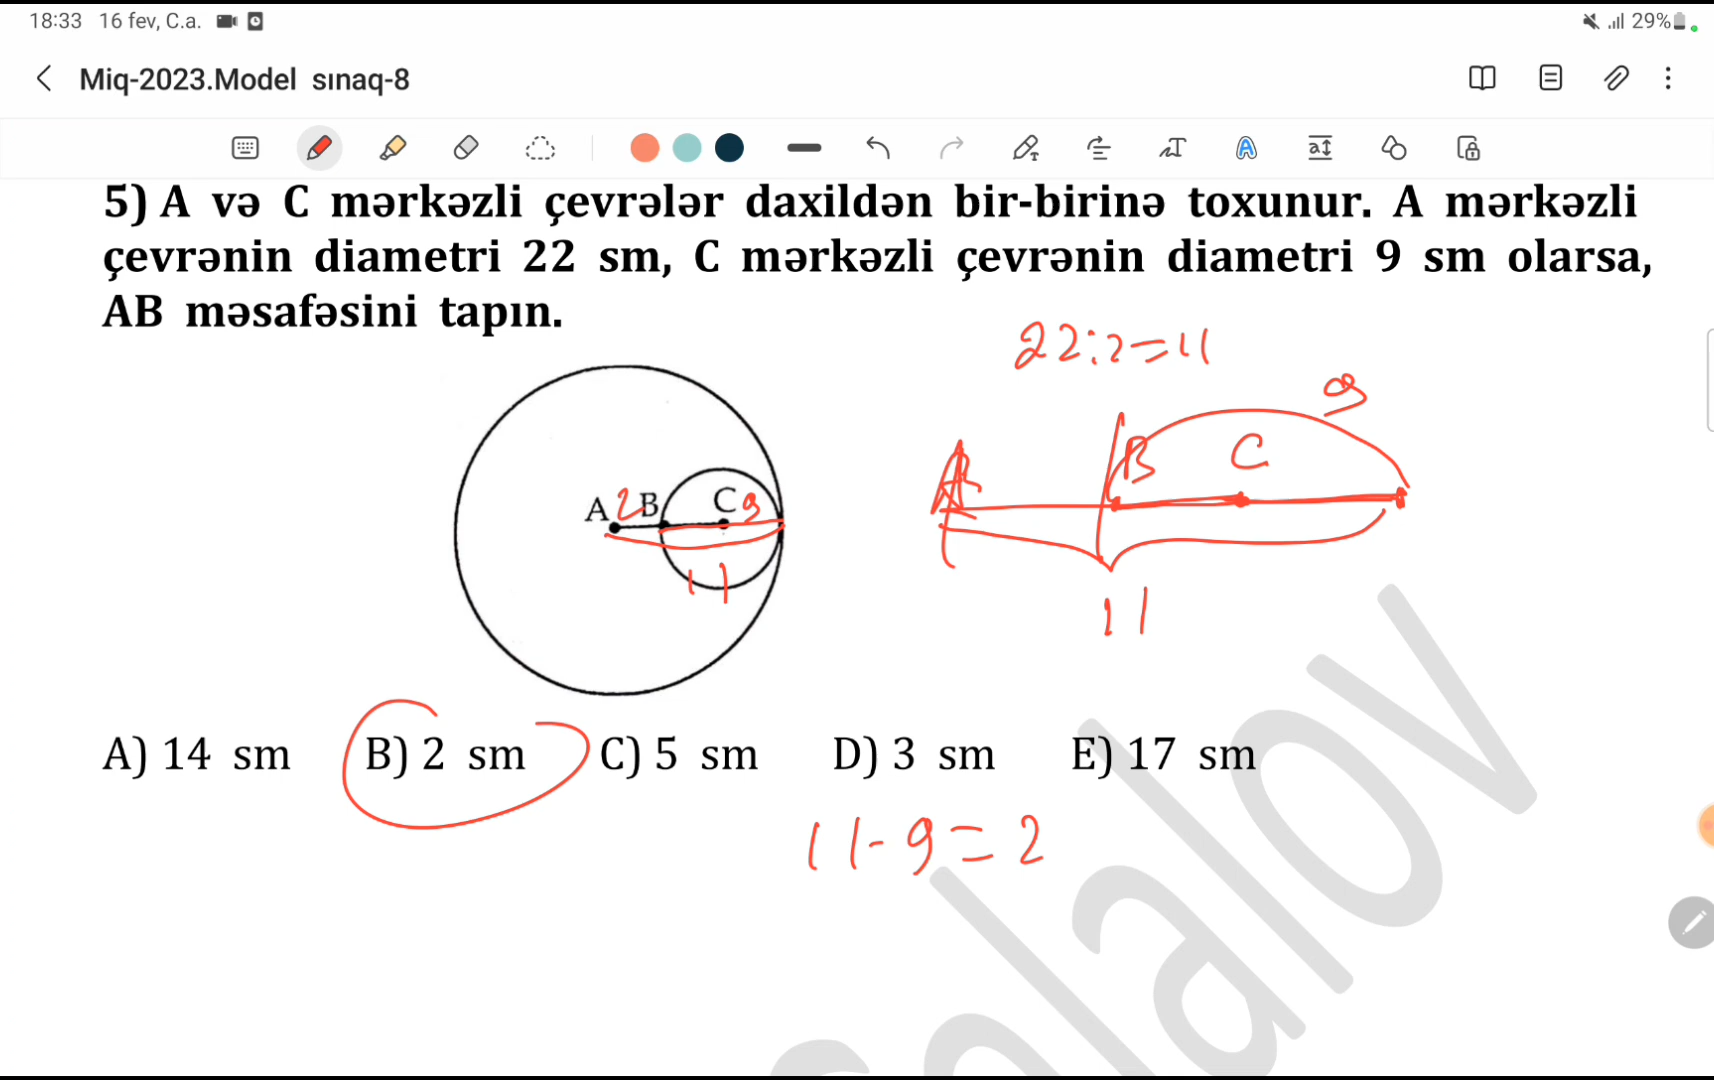 18:33 16 fev, C.a.
29%
Miq-2023.Model sınaq-8
5) A və C mərkəzli çevrələr daxildən bir-birinə toxunur. A mərkəzli
çevrənin diametri 22 sm, C mərkəzli çevrənin diametri 9 sm olarsa,
AB məsafəsini tapın.
22:2=11
9
A B C
A 2 B C 9
11
11
A) 14 sm B) 2 sm C) 5 sm D) 3 sm E) 17 sm
11-9=2
alov